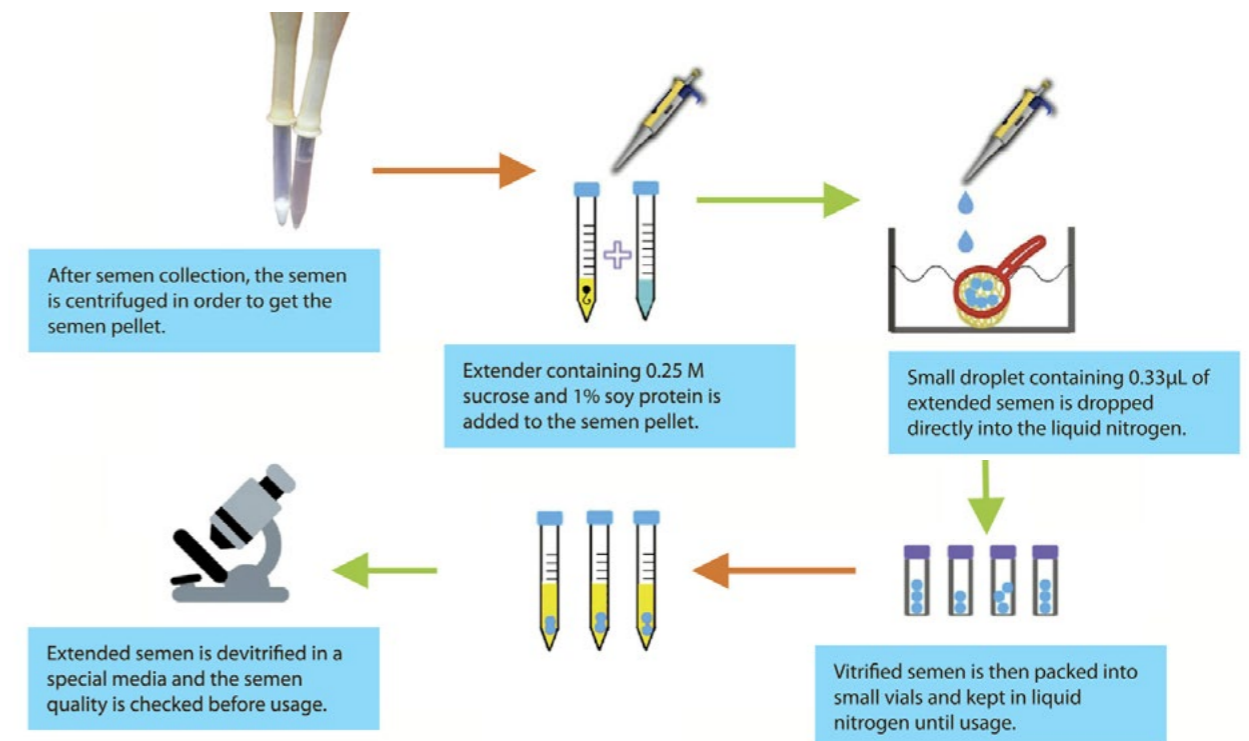 After semen collection, the semen
is centrifuged in order to get the
semen pellet.
Extender containing 0.25 M
sucrose and 1% soy protein is
added to the semen pellet.
Small droplet containing 0.33µL of
extended semen is dropped
directly into the liquid nitrogen.
Vitrified semen is then packed into
small vials and kept in liquid
nitrogen until usage.
Extended semen is devitrified in a
special media and the semen
quality is checked before usage.